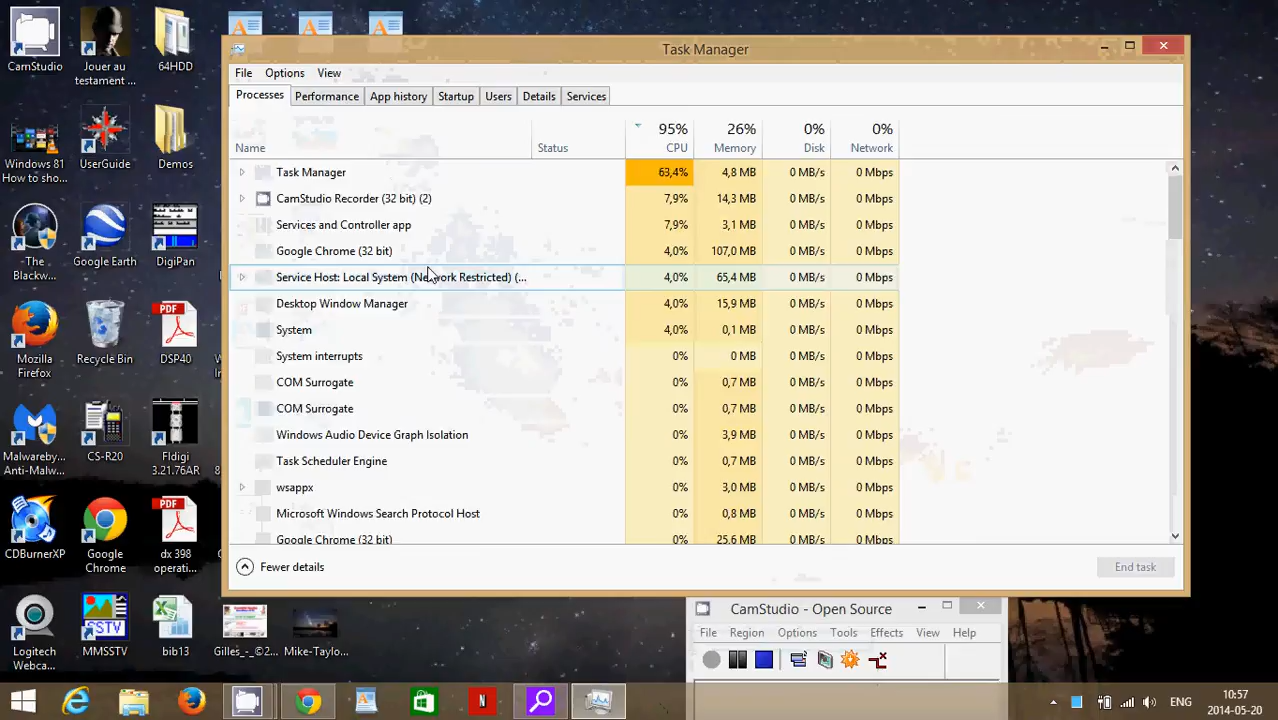 CamStudio
Jouer au testament ...
64HDD
Windows 81 How to sho...
UserGuide
Demos
-The Blackw...
Google Earth
DigiPan
Mozilla Firefox
Recycle Bin
PDF
DSP40
Malwareby... Anti-Malw...
CS-R20
Fldigi 3.21.76AR
CDBurnerXP
Google Chrome
PDF
dx 398 operati...
Logitech Webca...
SSTV
MMSSTV
bib13
Gilles_-_©2...
Mike-Taylo...
Task Manager
File Options View
Processes Performance App history Startup Users Details Services
95% 26% 0% 0%
Name Status CPU Memory Disk Network
Task Manager 63,4% 4,8 MB 0 MB/s 0 Mbps
CamStudio Recorder (32 bit) (2) 7,9% 14,3 MB 0 MB/s 0 Mbps
Services and Controller app 7,9% 3,1 MB 0 MB/s 0 Mbps
Google Chrome (32 bit) 4,0% 107,0 MB 0 MB/s 0 Mbps
Service Host: Local System (Network Restricted) (... 4,0% 65,4 MB 0 MB/s 0 Mbps
Desktop Window Manager 4,0% 15,9 MB 0 MB/s 0 Mbps
System 4,0% 0,1 MB 0 MB/s 0 Mbps
System interrupts 0% 0 MB 0 MB/s 0 Mbps
COM Surrogate 0% 0,7 MB 0 MB/s 0 Mbps
COM Surrogate 0% 0,7 MB 0 MB/s 0 Mbps
Windows Audio Device Graph Isolation 0% 3,9 MB 0 MB/s 0 Mbps
Task Scheduler Engine 0% 0,7 MB 0 MB/s 0 Mbps
wsappx 0% 3,0 MB 0 MB/s 0 Mbps
Microsoft Windows Search Protocol Host 0% 0,8 MB 0 MB/s 0 Mbps
Google Chrome (32 bit) 0% 25,6 MB 0 MB/s 0 Mbps
Fewer details End task
CamStudio - Open Source
File Region Options Tools Effects View Help
ENG
10:57
2014-05-20